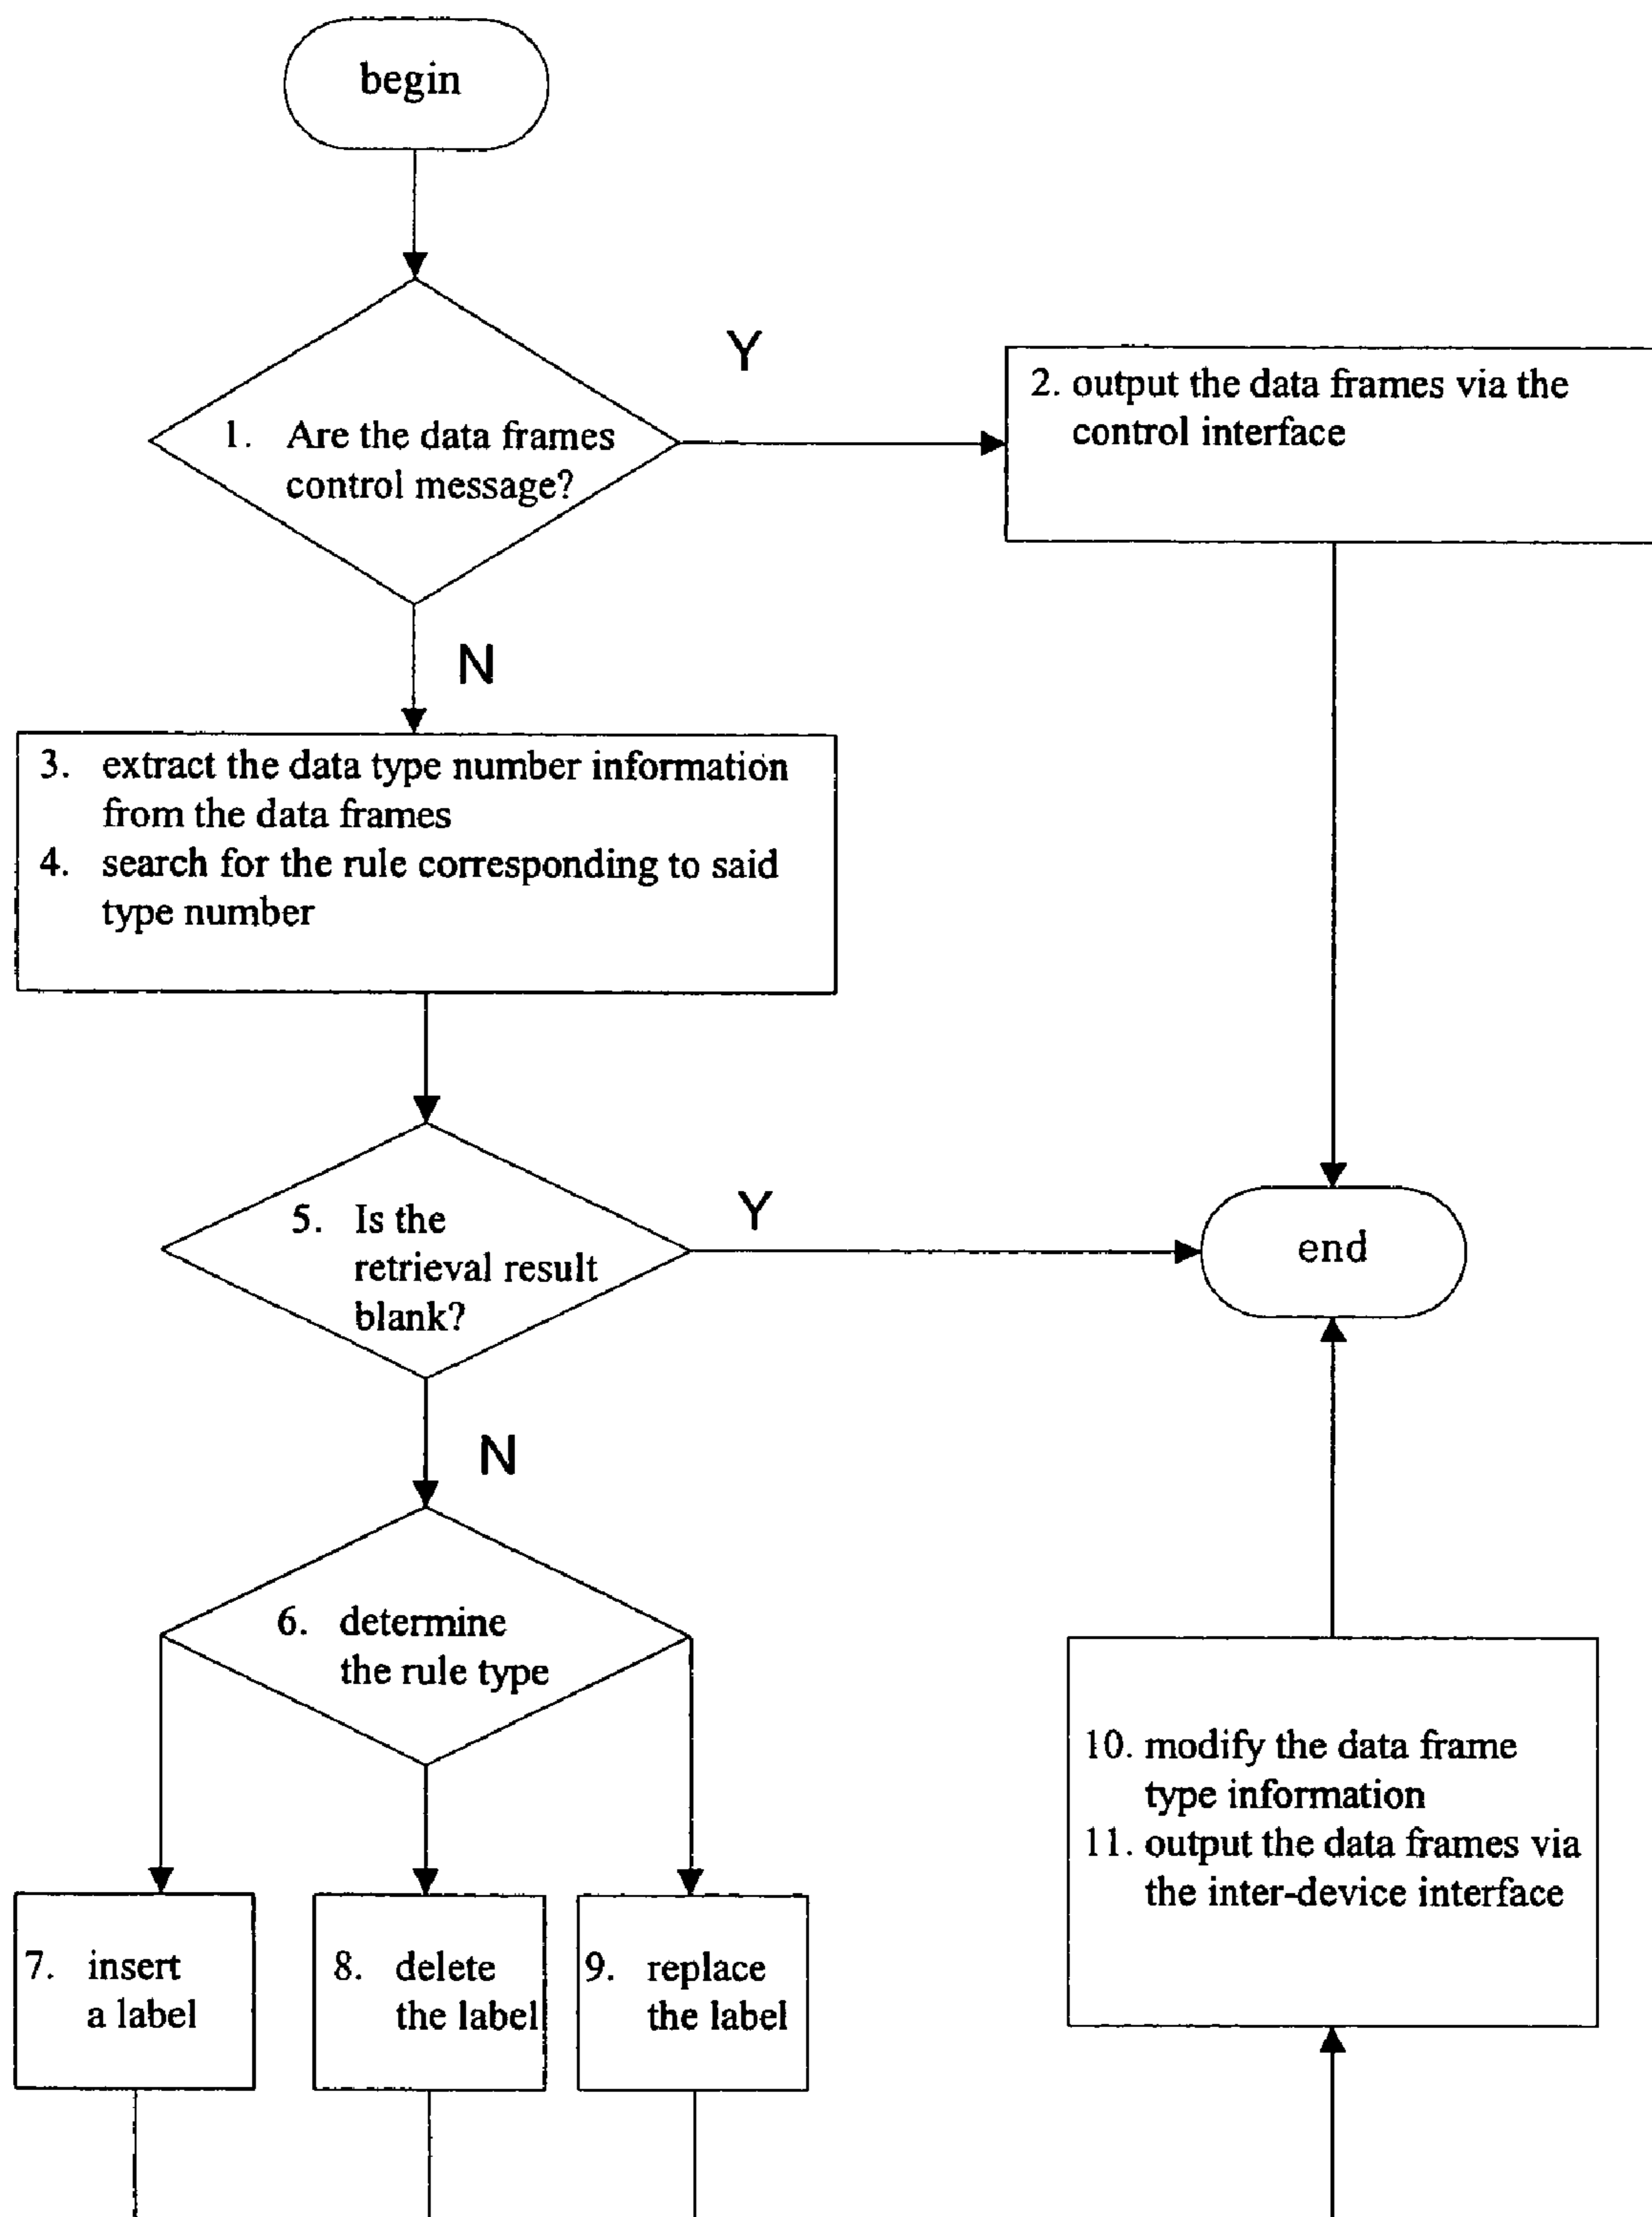 begin
1. Are the data frames
control message?
Y
2. output the data frames via the
control interface
N
3. extract the data type number information
from the data frames
4. search for the rule corresponding to said
type number
5. Is the
retrieval result
blank?
Y
end
N
6. determine
the rule type
10. modify the data frame
type information
11. output the data frames via
the inter-device interface
7. insert
a label
8. delete
the label
9. replace
the label